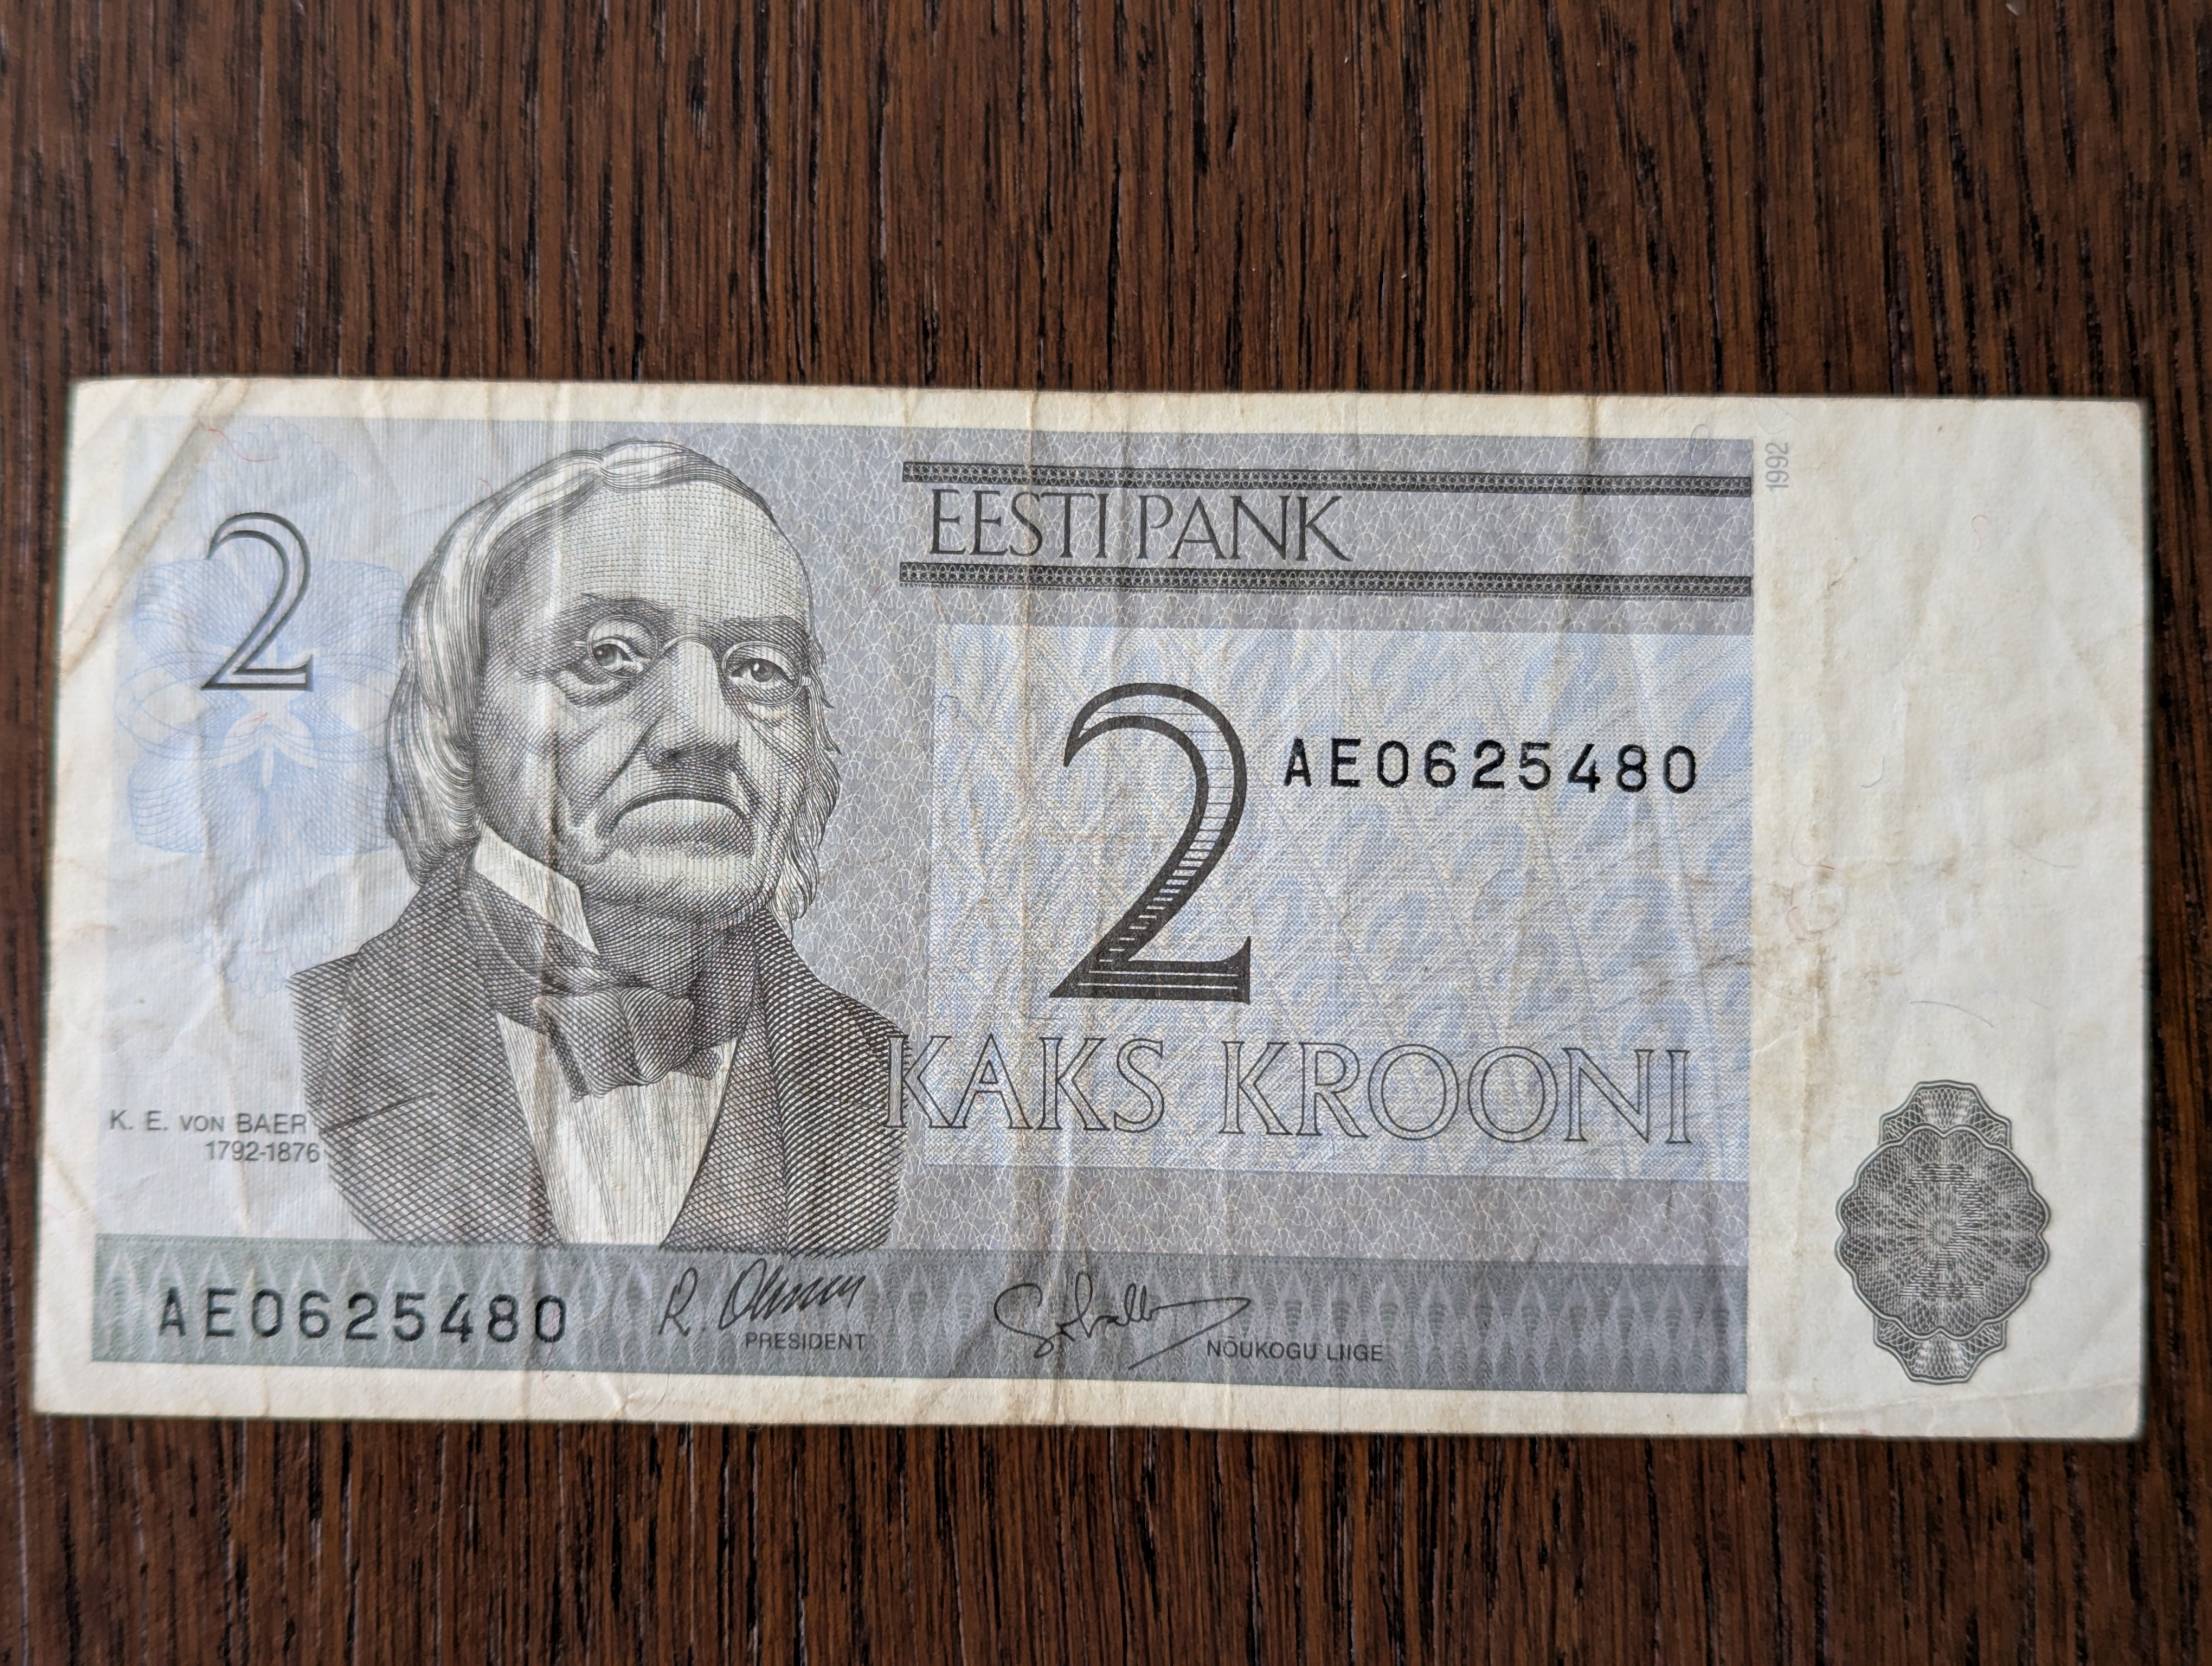 2
EESTI PANK
1992
2
AE0625480
KAKS KROONI
K. E. VON BAER
1792-1876
AE0625480
PRESIDENT
NÕUKOGU LIIGE